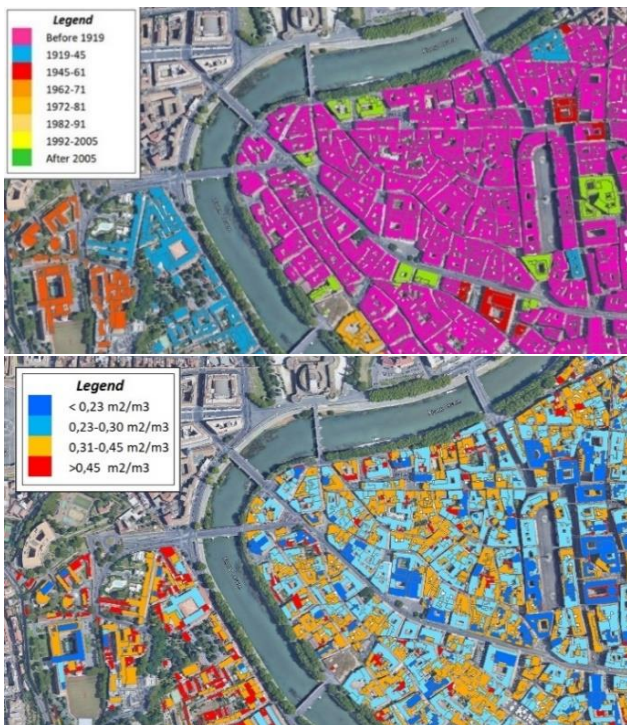 Legend
Before 1919
1919-45
1945-61
1962-71
1972-81
1982-91
1992-2005
After 2005
Legend
< 0,23 m2/m3
0,23-0,30 m2/m3
0,31-0,45 m2/m3
>0,45 m2/m3